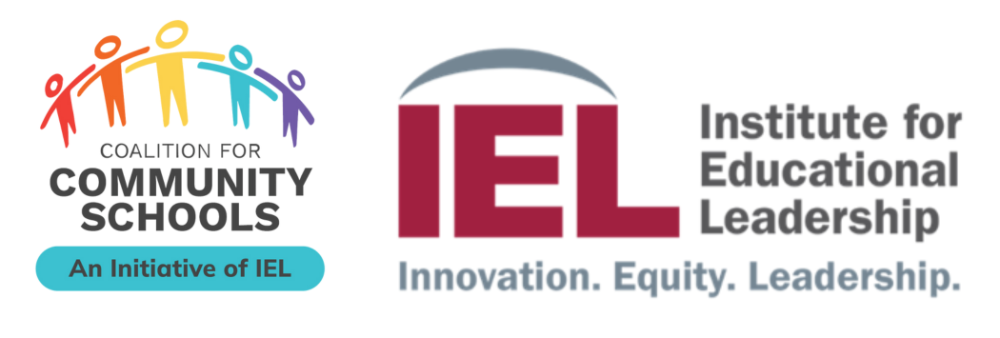 COALITION FOR
COMMUNITY
SCHOOLS
An Initiative of IEL
IEL
Institute for
Educational
Leadership
Innovation. Equity. Leadership.